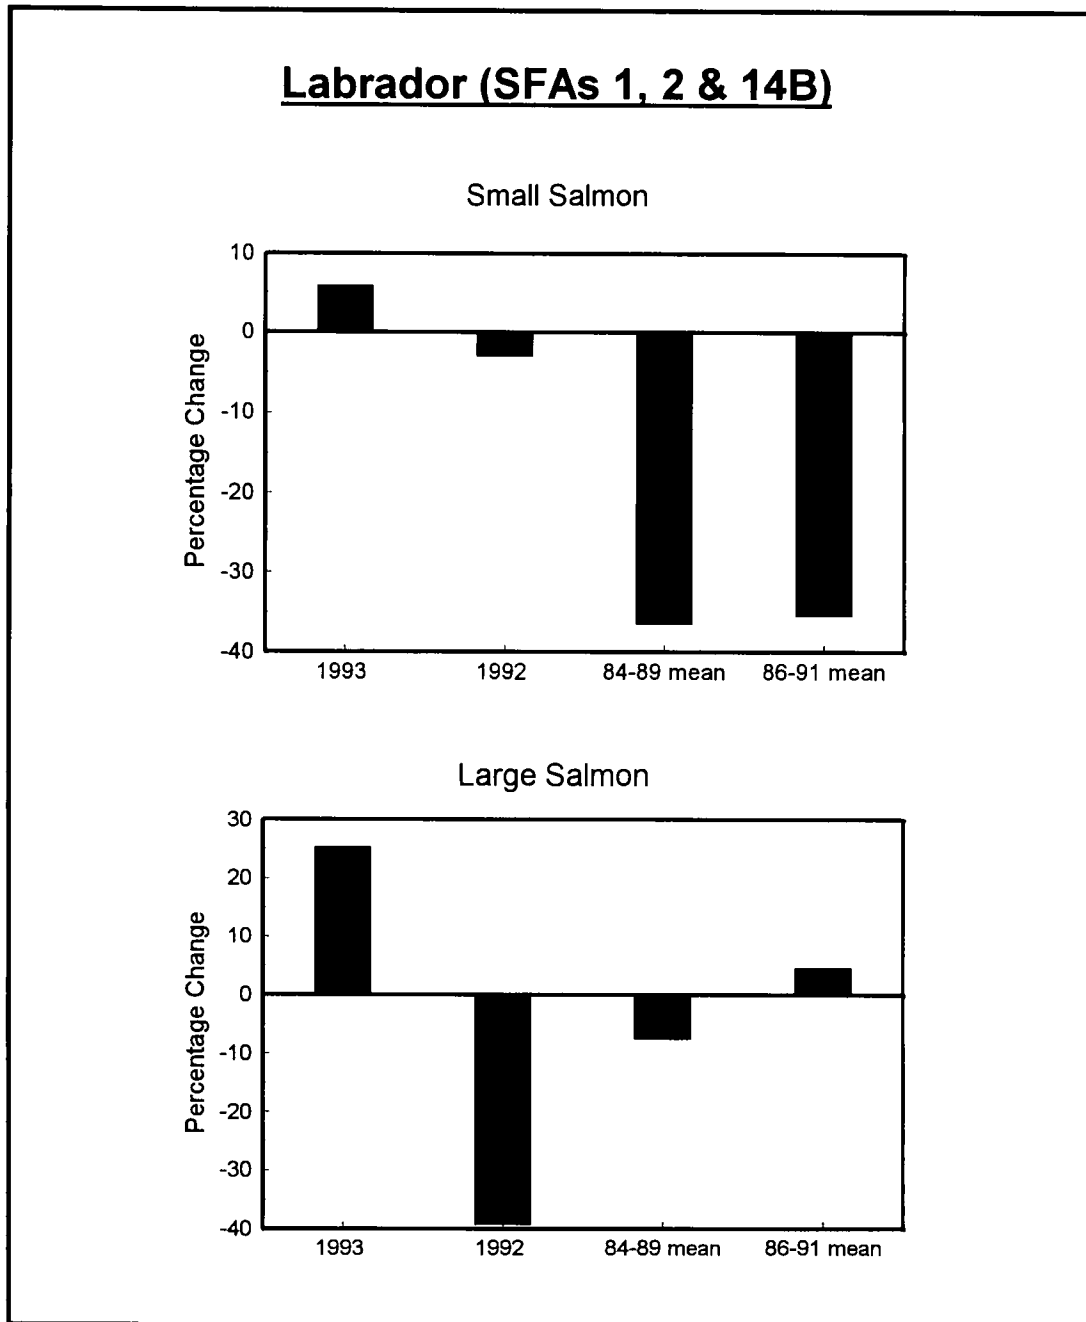 Labrador (SFAs 1, 2 & 14B)
Small Salmon
10
0
-10
-20
-30
-40
Percentage Change
1993 1992 84-89 mean 86-91 mean
Large Salmon
30
20
10
0
-10
-20
-30
-40
Percentage Change
1993 1992 84-89 mean 86-91 mean